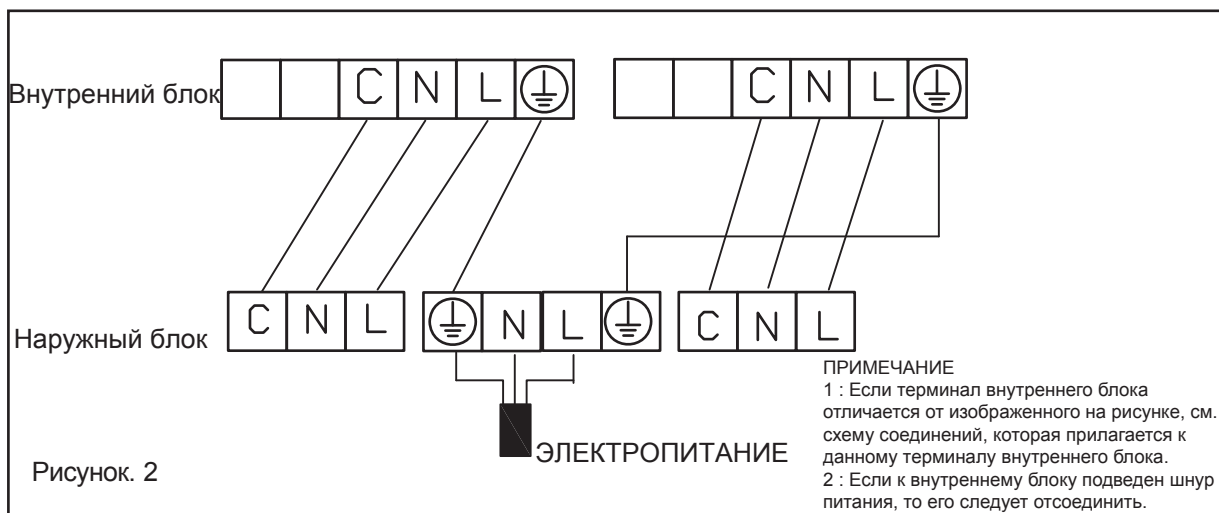 C N L ⏚ C N L ⏚
Внутренний блок
C N L ⏚ N L ⏚ C N L
Наружный блок
ЭЛЕКТРОПИТАНИЕ
Рисунок. 2
ПРИМЕЧАНИЕ
1 : Если терминал внутреннего блока
отличается от изображенного на рисунке, см.
схему соединений, которая прилагается к
данному терминалу внутреннего блока.
2 : Если к внутреннему блоку подведен шнур
питания, то его следует отсоединить.